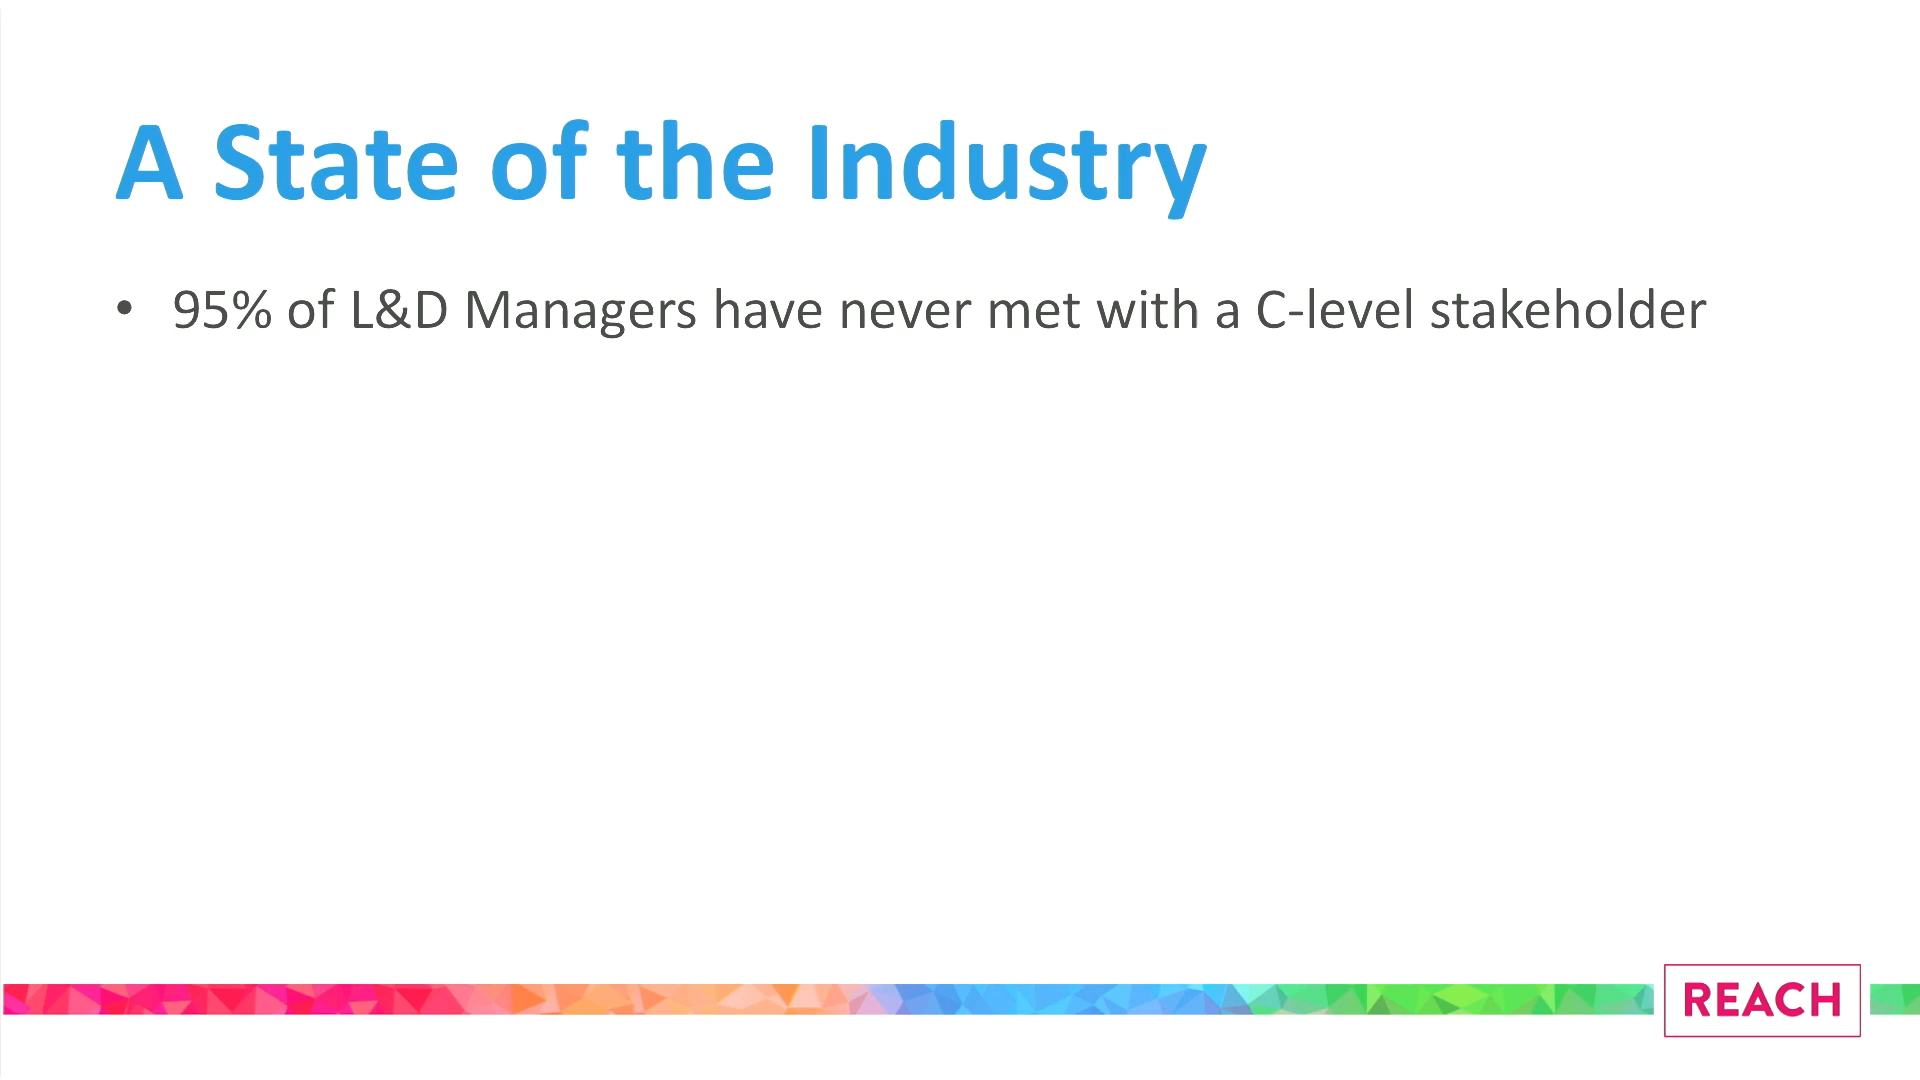 A State of the Industry
• 95% of L&D Managers have never met with a C-level stakeholder
REACH